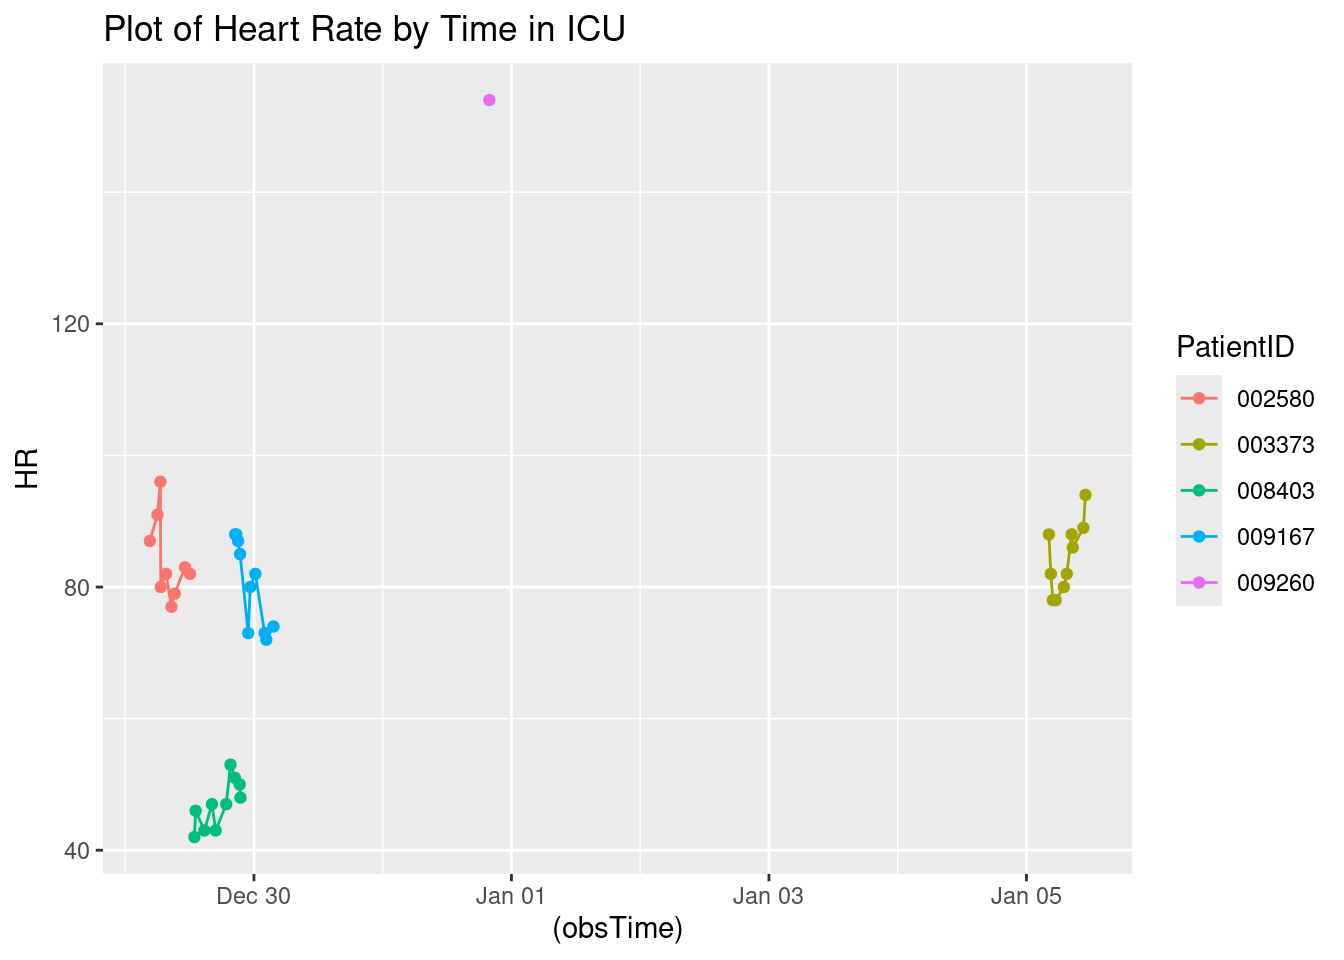 Plot of Heart Rate by Time in ICU
HR
120
80
40
Dec 30
Jan 01
Jan 03
Jan 05
(obsTime)
PatientID
002580
003373
008403
009167
009260